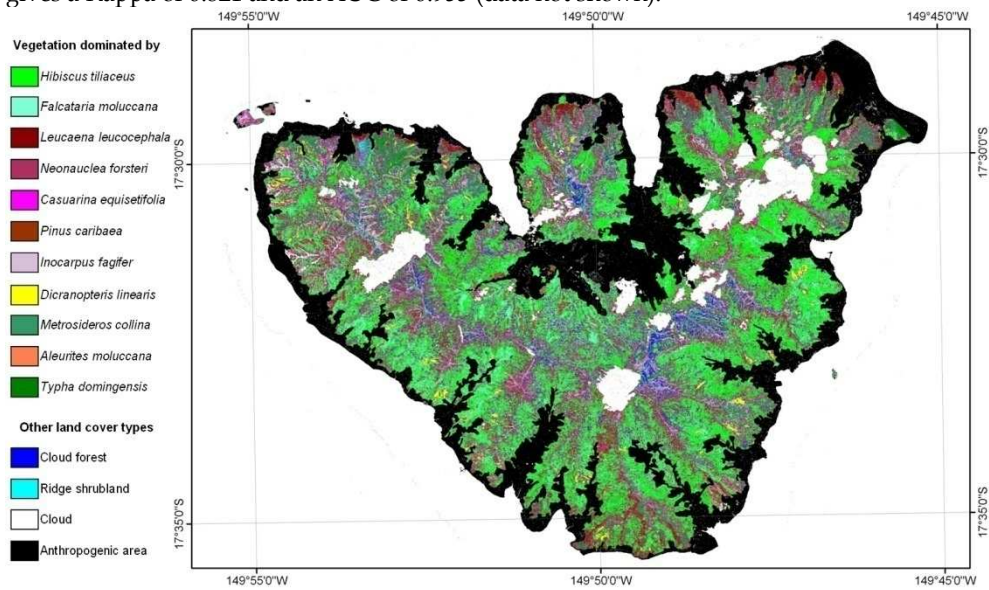 149°55'0"W 149°50'0"W 149°45'0"W
Vegetation dominated by
Hibiscus tiliaceus
Falcataria moluccana
Leucaena leucocephala
Neonauclea forsteri
Casuarina equisetifolia
Pinus caribaea
Inocarpus fagifer
Dicranopteris linearis
Metrosideros collina
Aleurites moluccana
Typha domingensis
Other land cover types
Cloud forest
Ridge shrubland
Cloud
Anthropogenic area
17°30'0"S
17°35'0"S
17°30'0"S
17°35'0"S
149°55'0"W 149°50'0"W 149°45'0"W